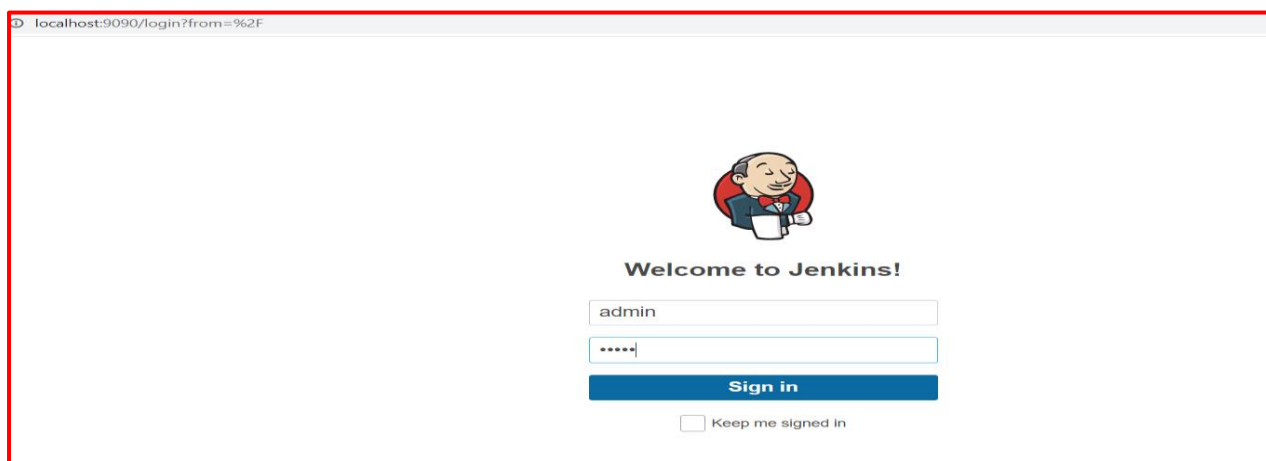 localhost:9090/login?from=%2F
Welcome to Jenkins!
admin
•••••
Sign in
Keep me signed in